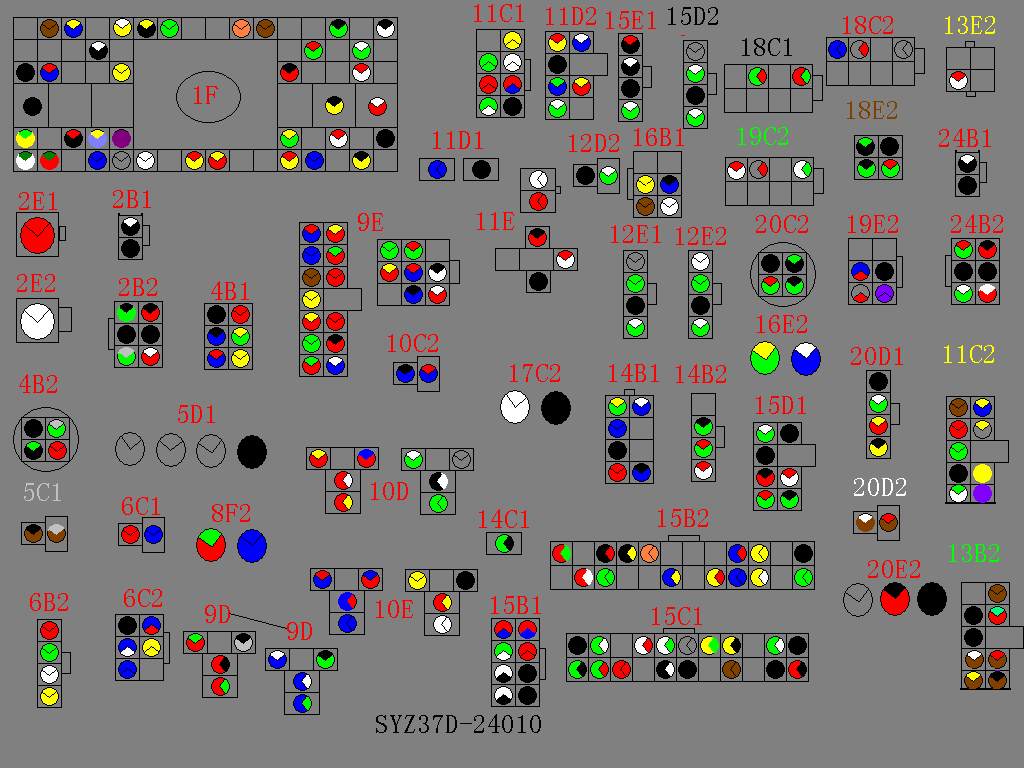 11C1 11D2 15E1 15D2 18C2 13E2
18C1
1F
18E2
11D1 12D2 16B1 19C2 24B1
2E1 2B1 9E 11E 12E1 12E2 20C2 19E2 24B2
2E2 2B2 4B1
16E2
10C2 20D1 11C2
4B2 17C2 14B1 14B2
5D1 15D1
5C1 10D 20D2
6C1 8F2 14C1 15B2
13B2
20E2
6B2 6C2 9D 9D 10E 15B1 15C1
SYZ37D-24010